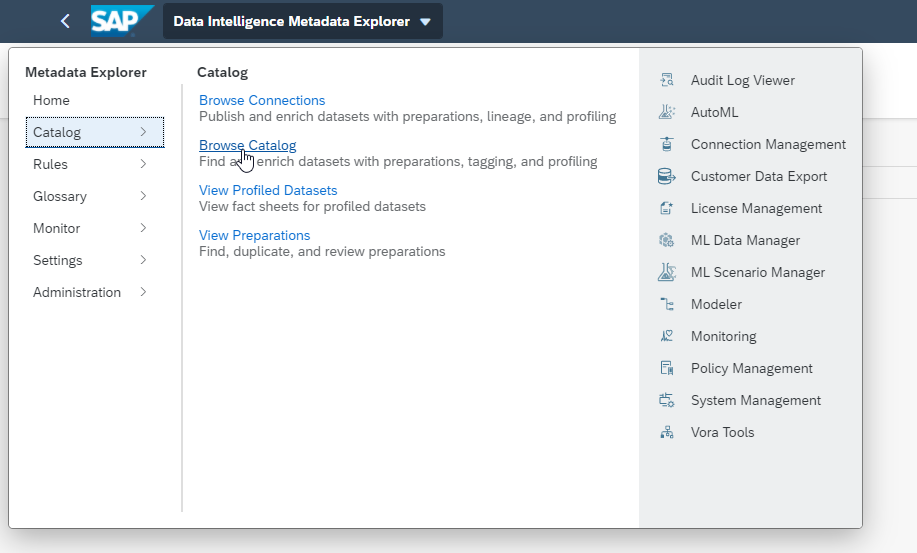 SAP
Data Intelligence Metadata Explorer
Metadata Explorer
Home
Catalog
Rules
Glossary
Monitor
Settings
Administration
Catalog
Browse Connections
Publish and enrich datasets with preparations, lineage, and profiling
Browse Catalog
Find and enrich datasets with preparations, tagging, and profiling
View Profiled Datasets
View fact sheets for profiled datasets
View Preparations
Find, duplicate, and review preparations
Audit Log Viewer
AutoML
Connection Management
Customer Data Export
License Management
ML Data Manager
ML Scenario Manager
Modeler
Monitoring
Policy Management
System Management
Vora Tools